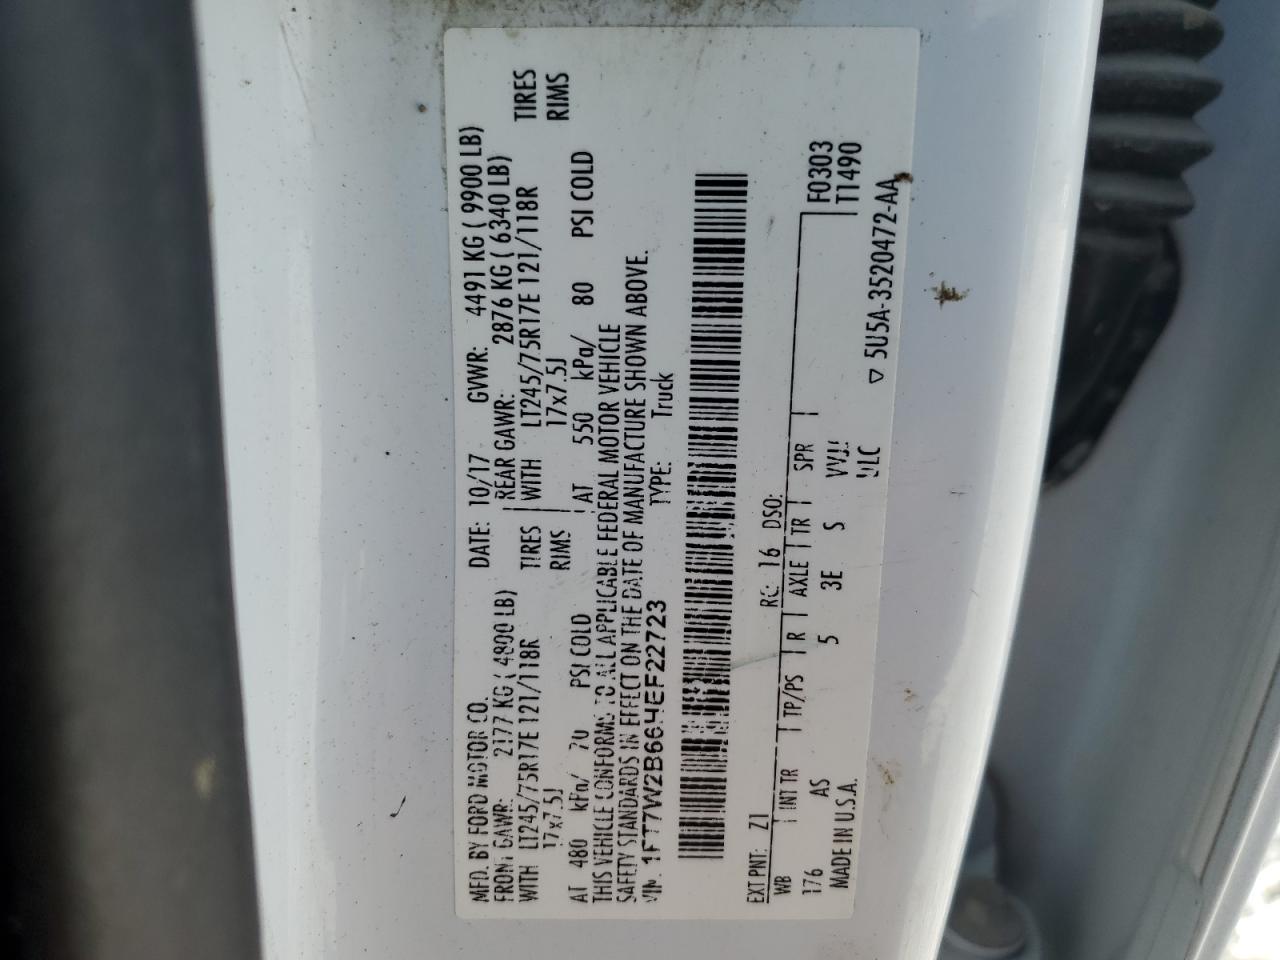 MFD. BY FORD MOTOR CO.
DATE: 10/17 GVWR: 4491 KG ( 9900 LB)
FRONT GAWR: 2177 KG ( 4800 LB)
REAR GAWR: 2876 KG ( 6340 LB)
WITH LT245/75R17E 121/118R TIRES
WITH LT245/75R17E 121/118R TIRES
17x7.5J RIMS
17x7.5J RIMS
AT 480 kPa/ 70 PSI COLD
AT 550 kPa/ 80 PSI COLD
THIS VEHICLE CONFORMS TO ALL APPLICABLE FEDERAL MOTOR VEHICLE
SAFETY STANDARDS IN EFFECT ON THE DATE OF MANUFACTURE SHOWN ABOVE.
VIN: 1FT7W2B66HEF22723 TYPE: Truck
EXT PNT: Z1 RC: 16 DSO:
WB INT TR TP/PS R AXLE TR SPR
F0303
T1490
176 AS 5 3E S
MADE IN U.S.A.
5U5A-3520472-AA